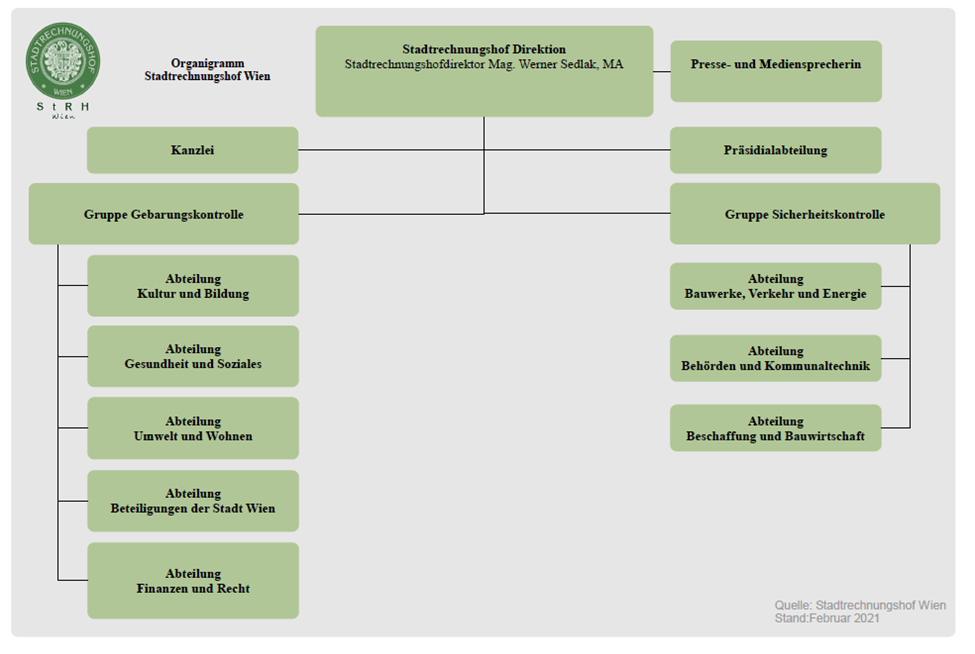 STADTRECHNUNGSHOF
WIEN
StRH
Wien
Organigramm
Stadtrechnungshof Wien
Stadtrechnungshof Direktion
Stadtrechnungshofdirektor Mag. Werner Sedlak, MA
Presse- und Mediensprecherin
Kanzlei
Präsidialabteilung
Gruppe Gebarungskontrolle
Gruppe Sicherheitskontrolle
Abteilung
Kultur und Bildung
Abteilung
Gesundheit und Soziales
Abteilung
Umwelt und Wohnen
Abteilung
Beteiligungen der Stadt Wien
Abteilung
Finanzen und Recht
Abteilung
Bauwerke, Verkehr und Energie
Abteilung
Behörden und Kommunaltechnik
Abteilung
Beschaffung und Bauwirtschaft
Quelle: Stadtrechnungshof Wien
Stand:Februar 2021